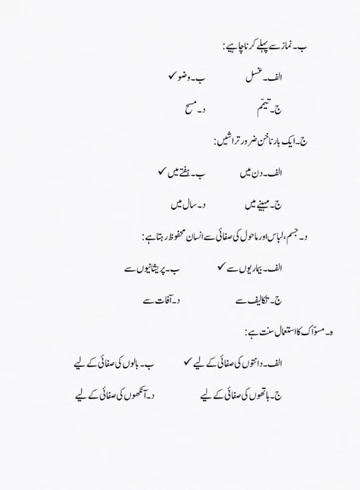 ب۔ نماز سے پہلے کرنا چاہیے:
الف۔ غسل ب۔ وضو ✓
ج۔ تیمّم د۔ مسح
ج۔ ایک بار ناخن ضرور تراشیں:
الف۔ دن میں ب۔ ہفتے میں ✓
ج۔ مہینے میں د۔ سال میں
د۔ جسم، لباس اور ماحول کی صفائی سے انسان محفوظ رہتا ہے:
الف۔ بیماریوں سے ✓ ب۔ پریشانیوں سے
ج۔ تکالیف سے د۔ آفات سے
ہ۔ مسواک کا استعمال سنت ہے:
الف۔ دانتوں کی صفائی کے لیے ✓ ب۔ بالوں کی صفائی کے لیے
ج۔ ہاتھوں کی صفائی کے لیے د۔ آنکھوں کی صفائی کے لیے